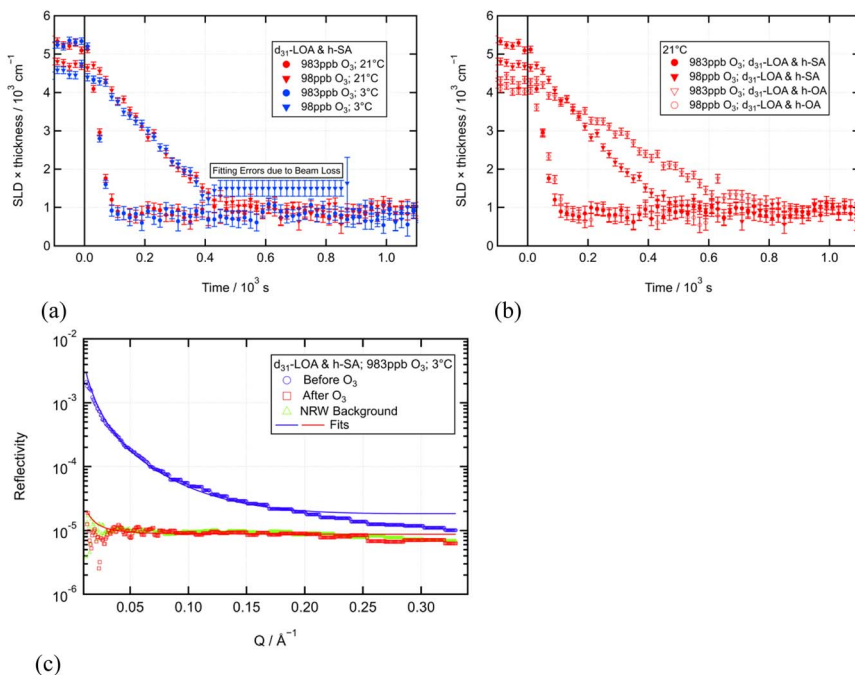 SLD × thickness / 10³ cm⁻¹
6
5
4
3
2
1
0
d₃₁-LOA & h-SA
983ppb O₃; 21°C
98ppb O₃; 21°C
983ppb O₃; 3°C
98ppb O₃; 3°C
Fitting Errors due to Beam Loss
0.0 0.2 0.4 0.6 0.8 1.0
Time / 10³ s
(a)
SLD × thickness / 10³ cm⁻¹
6
5
4
3
2
1
0
21°C
983ppb O₃; d₃₁-LOA & h-SA
98ppb O₃; d₃₁-LOA & h-SA
983ppb O₃; d₃₁-LOA & h-OA
98ppb O₃; d₃₁-LOA & h-OA
0.0 0.2 0.4 0.6 0.8 1.0
Time / 10³ s
(b)
Reflectivity
10⁻²
10⁻³
10⁻⁴
10⁻⁵
10⁻⁶
d₃₁-LOA & h-SA; 983ppb O₃; 3°C
Before O₃
After O₃
NRW Background
Fits
0.05 0.10 0.15 0.20 0.25 0.30
Q / Å⁻¹
(c)